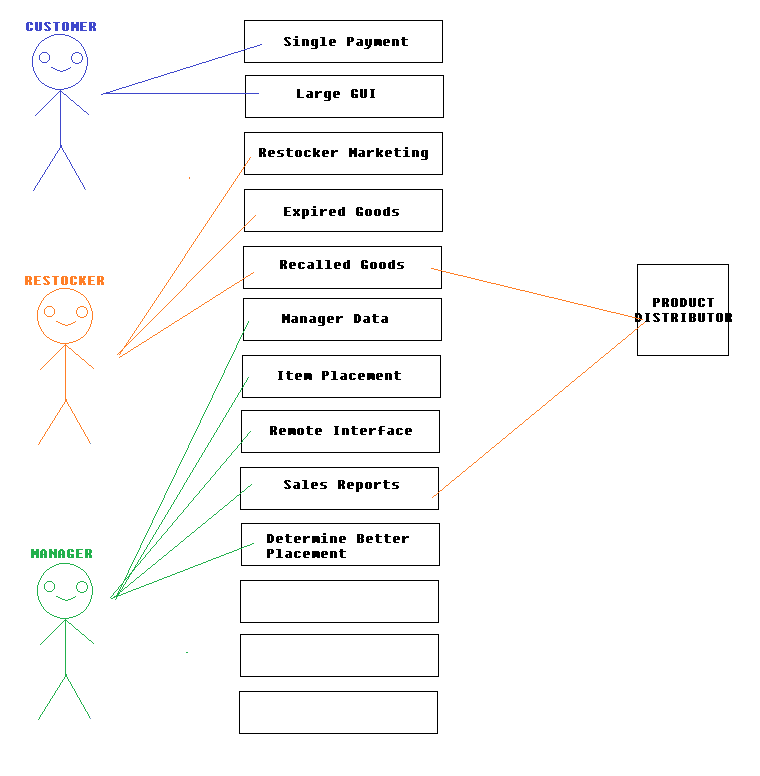 CUSTOMER
Single Payment
Large GUI
Restocker Marketing
Expired Goods
RESTOCKER
Recalled Goods
PRODUCT
DISTRIBUTOR
Manager Data
Item Placement
Remote Interface
Sales Reports
MANAGER
Determine Better
Placement